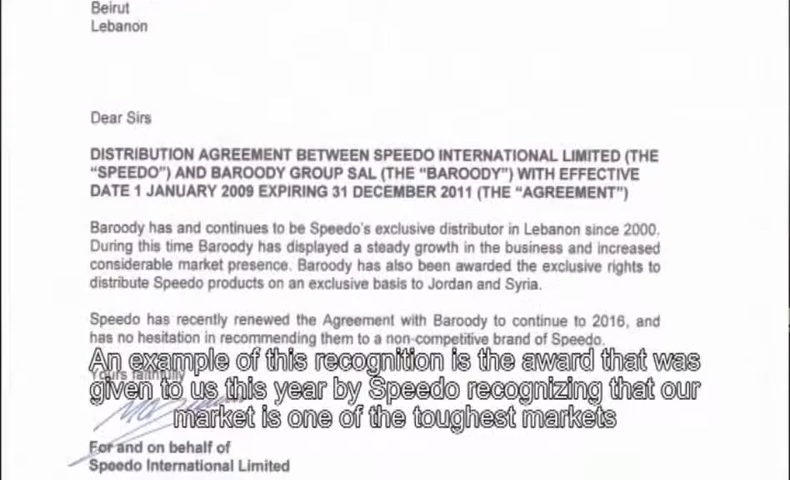 Beirut
Lebanon
Dear Sirs
DISTRIBUTION AGREEMENT BETWEEN SPEEDO INTERNATIONAL LIMITED (THE
“SPEEDO”) AND BAROODY GROUP SAL (THE “BAROODY”) WITH EFFECTIVE
DATE 1 JANUARY 2009 EXPIRING 31 DECEMBER 2011 (THE “AGREEMENT”)
Baroody has and continues to be Speedo's exclusive distributor in Lebanon since 2000.
During this time Baroody has displayed a steady growth in the business and increased
considerable market presence. Baroody has also been awarded the exclusive rights to
distribute Speedo products on an exclusive basis to Jordan and Syria.
Speedo has recently renewed the Agreement with Baroody to continue to 2016, and
has no hesitation in recommending them to a non-competitive brand of Speedo.
An example of this recognition is the award that was
Yours faithfully
given to us this year by Speedo recognizing that our
market is one of the toughest markets
For and on behalf of
Speedo International Limited